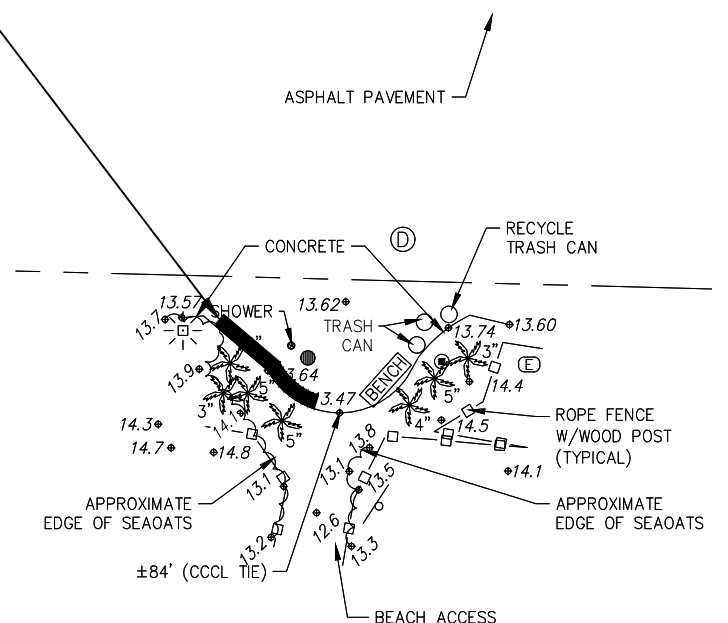 ASPHALT PAVEMENT
D
RECYCLE
TRASH CAN
CONCRETE
13.57
SHOWER
13.62
13.7
TRASH
CAN
13.74
13.60
3"
E
13.9
5"
BENCH
5"
14.4
3"
3.47
4"
14.5
ROPE FENCE
W/WOOD POST
(TYPICAL)
14.3
14.1
5"
14.7
14.8
13.8
13.1
13.1
13.5
14.1
APPROXIMATE
EDGE OF SEAOATS
APPROXIMATE
EDGE OF SEAOATS
12.6
13.2
13.3
±84' (CCCL TIE)
BEACH ACCESS